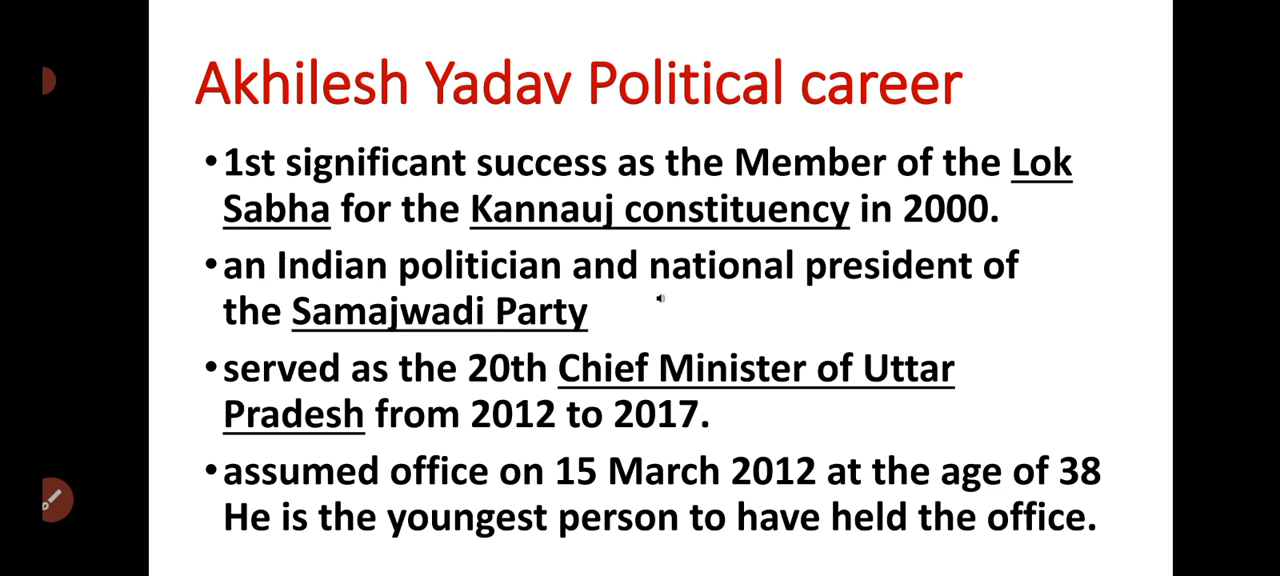 Akhilesh Yadav Political career
•1st significant success as the Member of the Lok
Sabha for the Kannauj constituency in 2000.
•an Indian politician and national president of
the Samajwadi Party
•served as the 20th Chief Minister of Uttar
Pradesh from 2012 to 2017.
•assumed office on 15 March 2012 at the age of 38
He is the youngest person to have held the office.